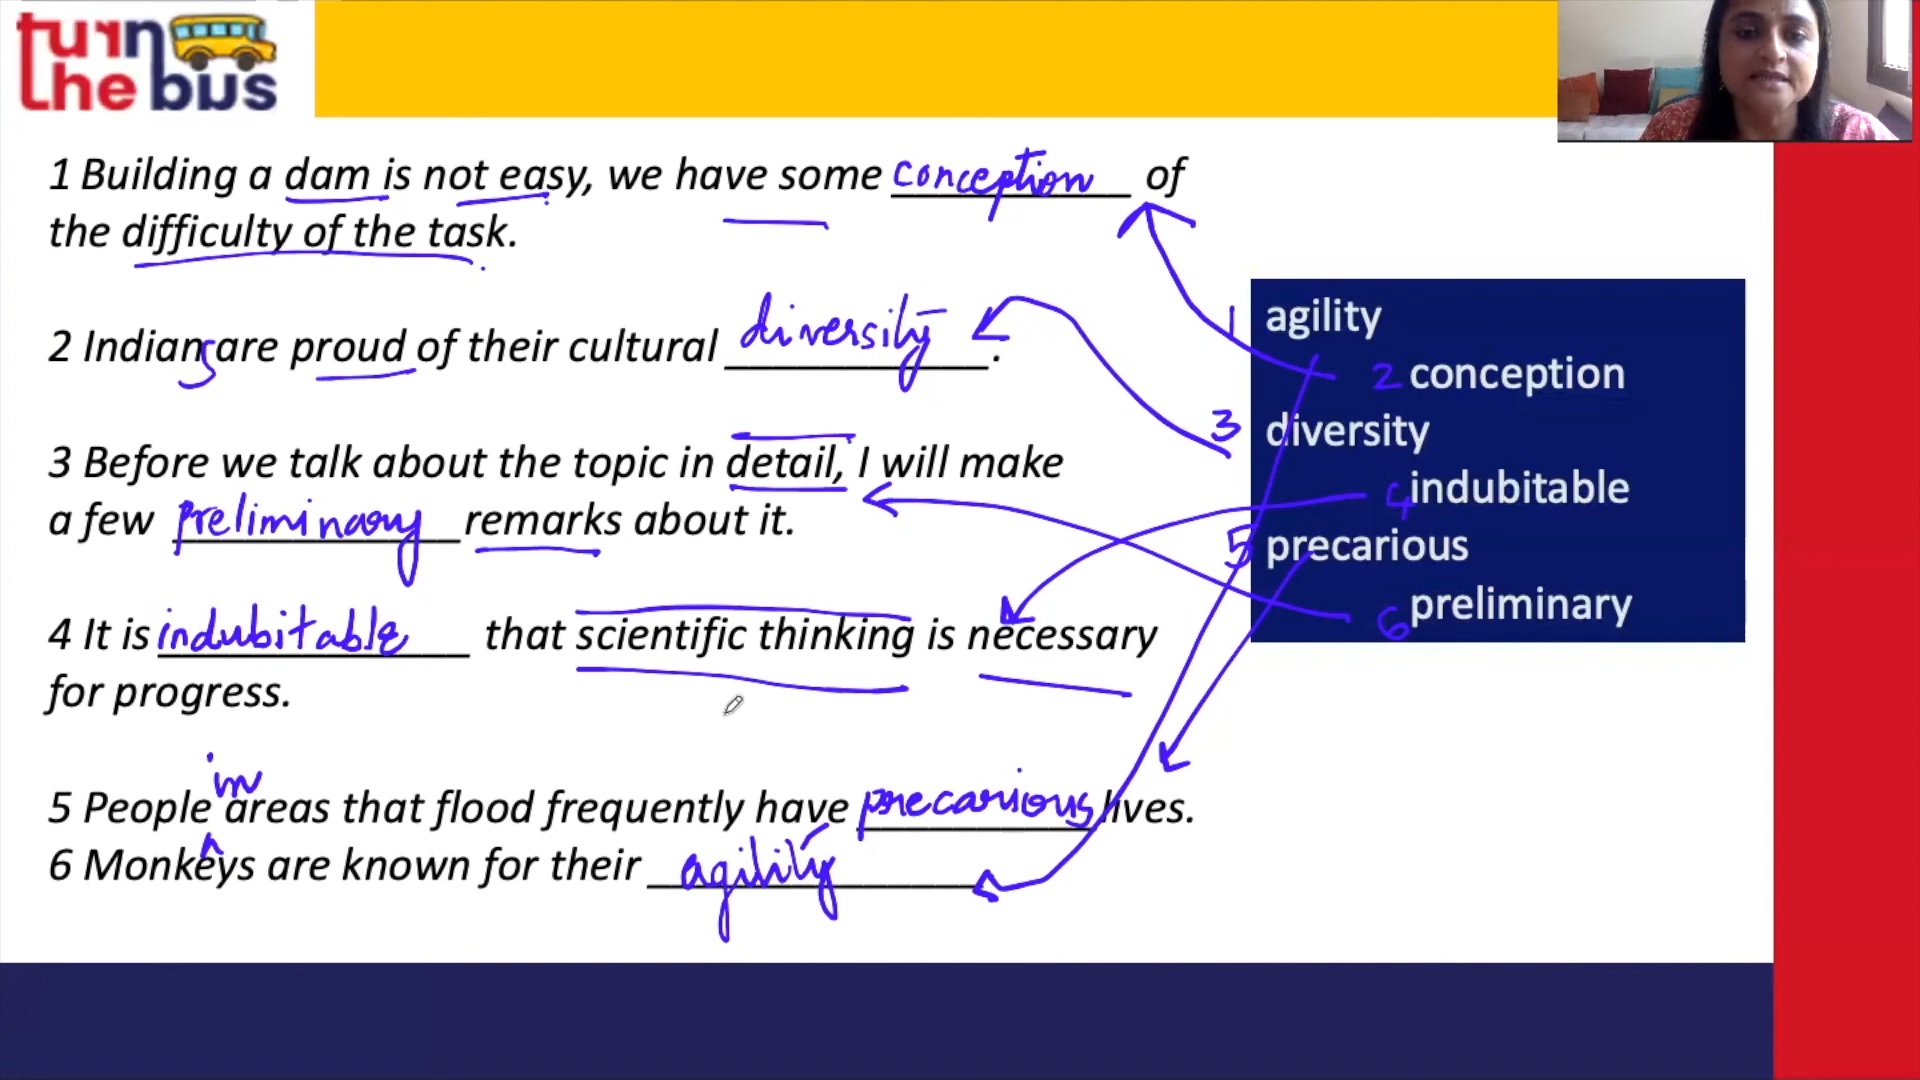 turn
the bus
1 Building a dam is not easy, we have some conception of
the difficulty of the task.
2 Indians are proud of their cultural diversity.
3 Before we talk about the topic in detail, I will make
a few preliminary remarks about it.
4 It is indubitable that scientific thinking is necessary
for progress.
in
5 People areas that flood frequently have precarious lives.
6 Monkeys are known for their agility
1 agility
2 conception
3 diversity
4 indubitable
5 precarious
6 preliminary